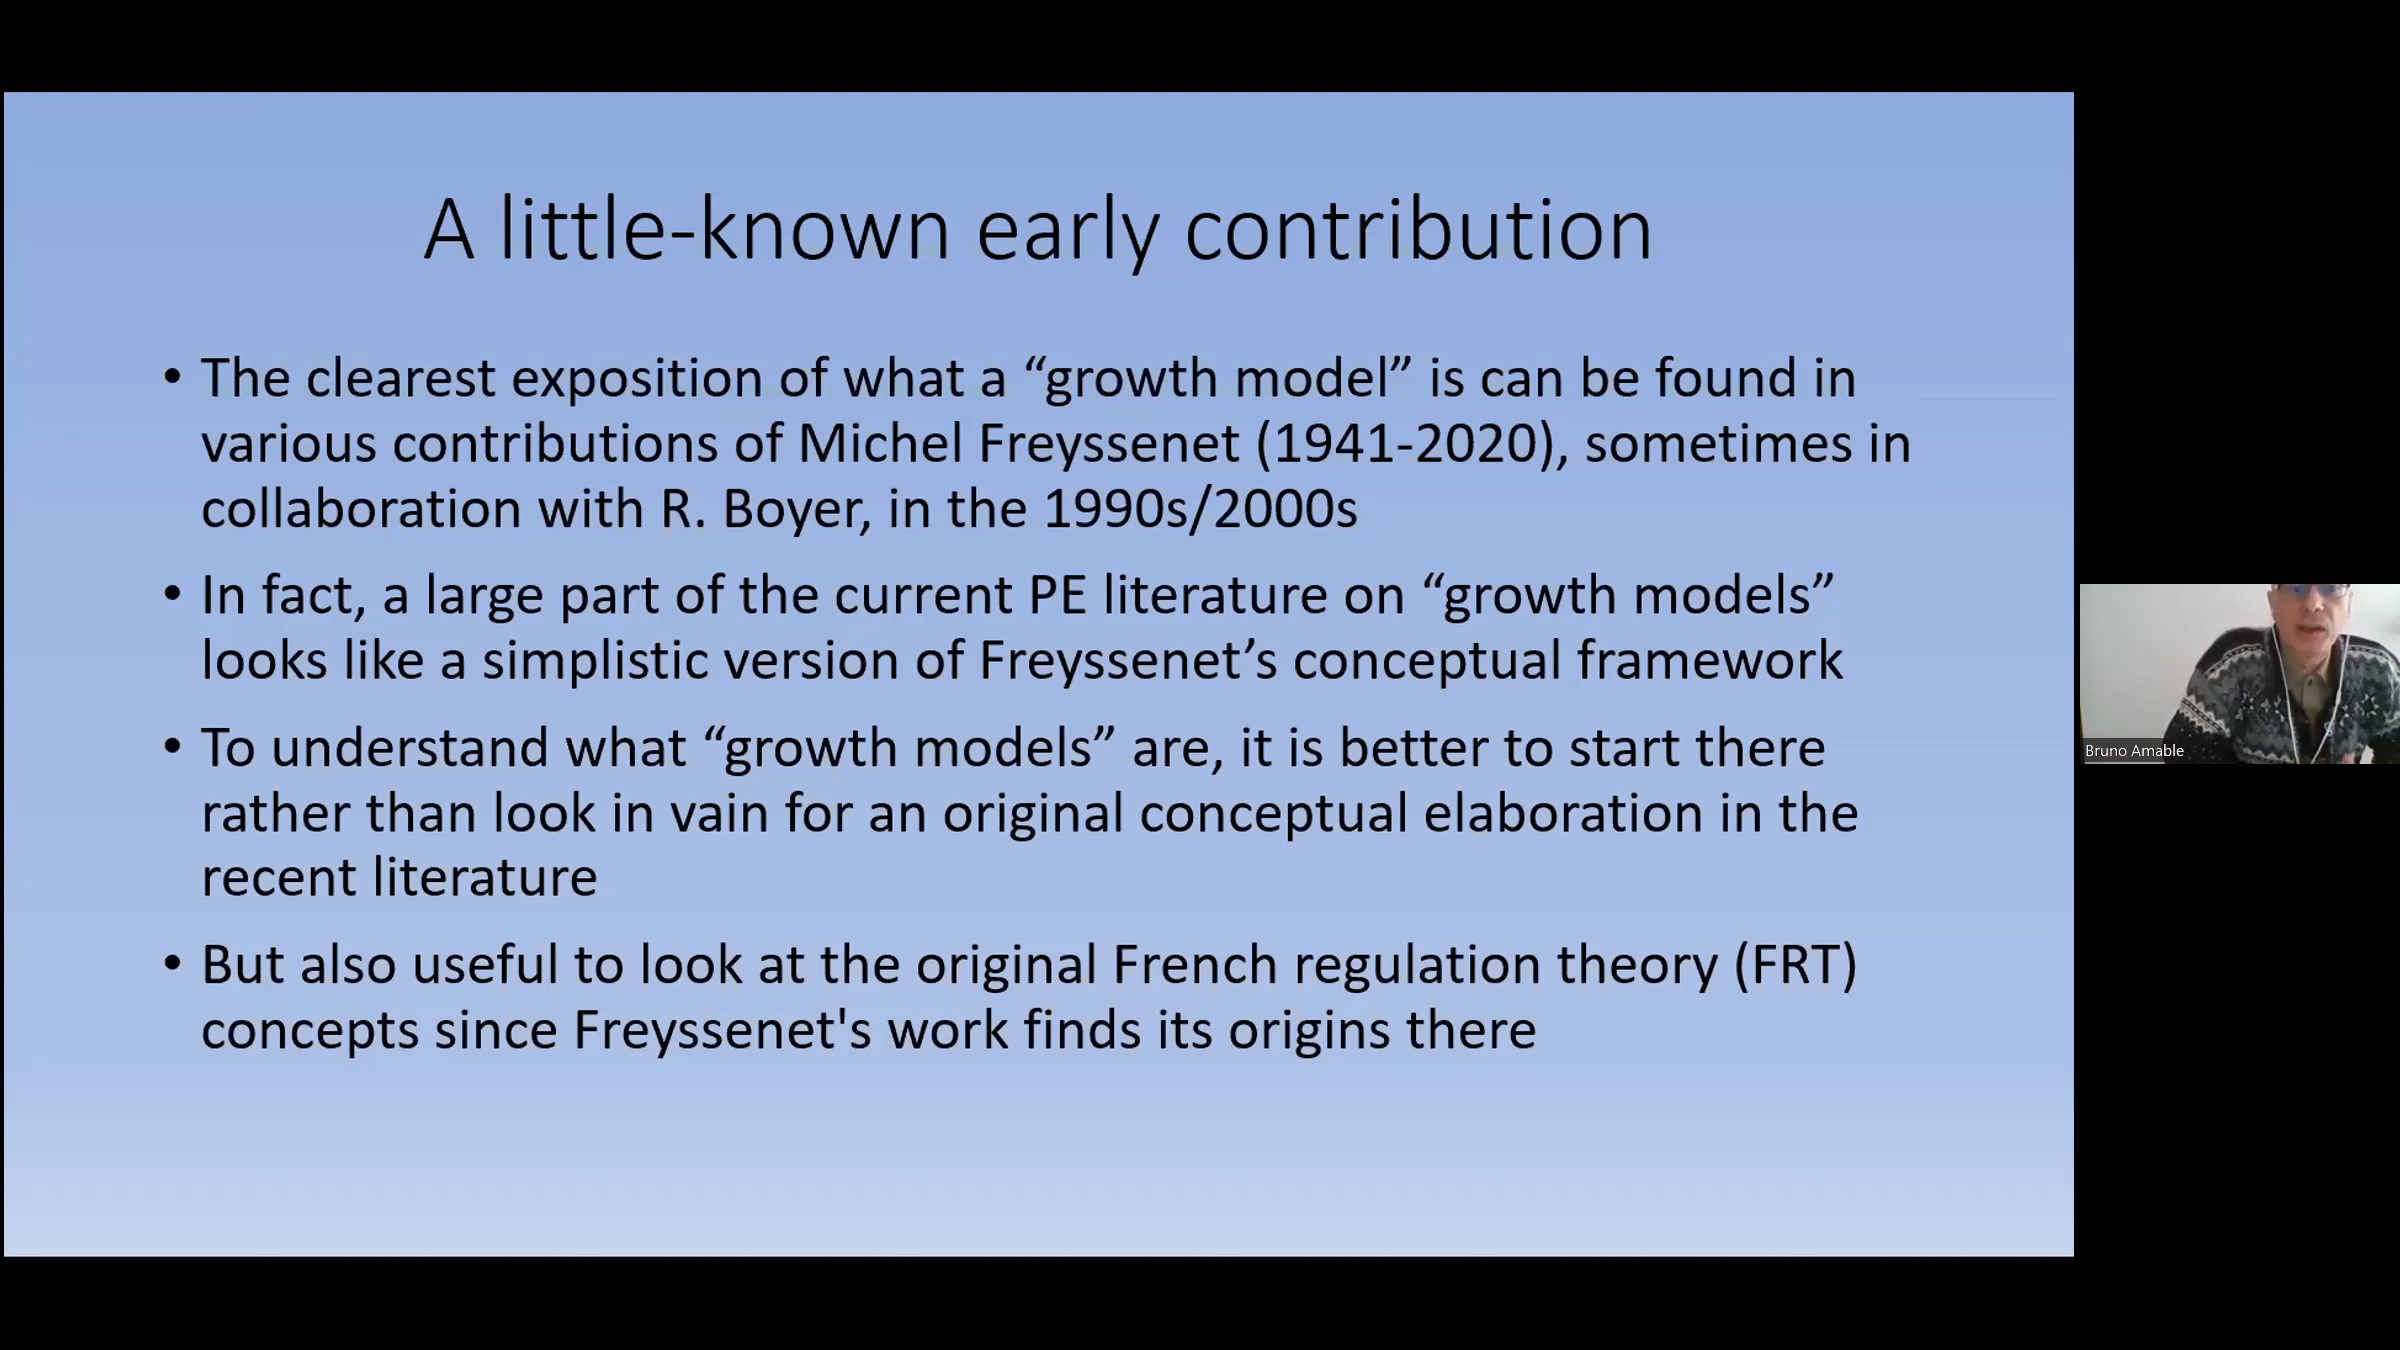 A little-known early contribution
• The clearest exposition of what a “growth model” is can be found in
various contributions of Michel Freyssenet (1941-2020), sometimes in
collaboration with R. Boyer, in the 1990s/2000s
• In fact, a large part of the current PE literature on “growth models”
looks like a simplistic version of Freyssenet’s conceptual framework
• To understand what “growth models” are, it is better to start there
rather than look in vain for an original conceptual elaboration in the
recent literature
• But also useful to look at the original French regulation theory (FRT)
concepts since Freyssenet's work finds its origins there
Bruno Amable